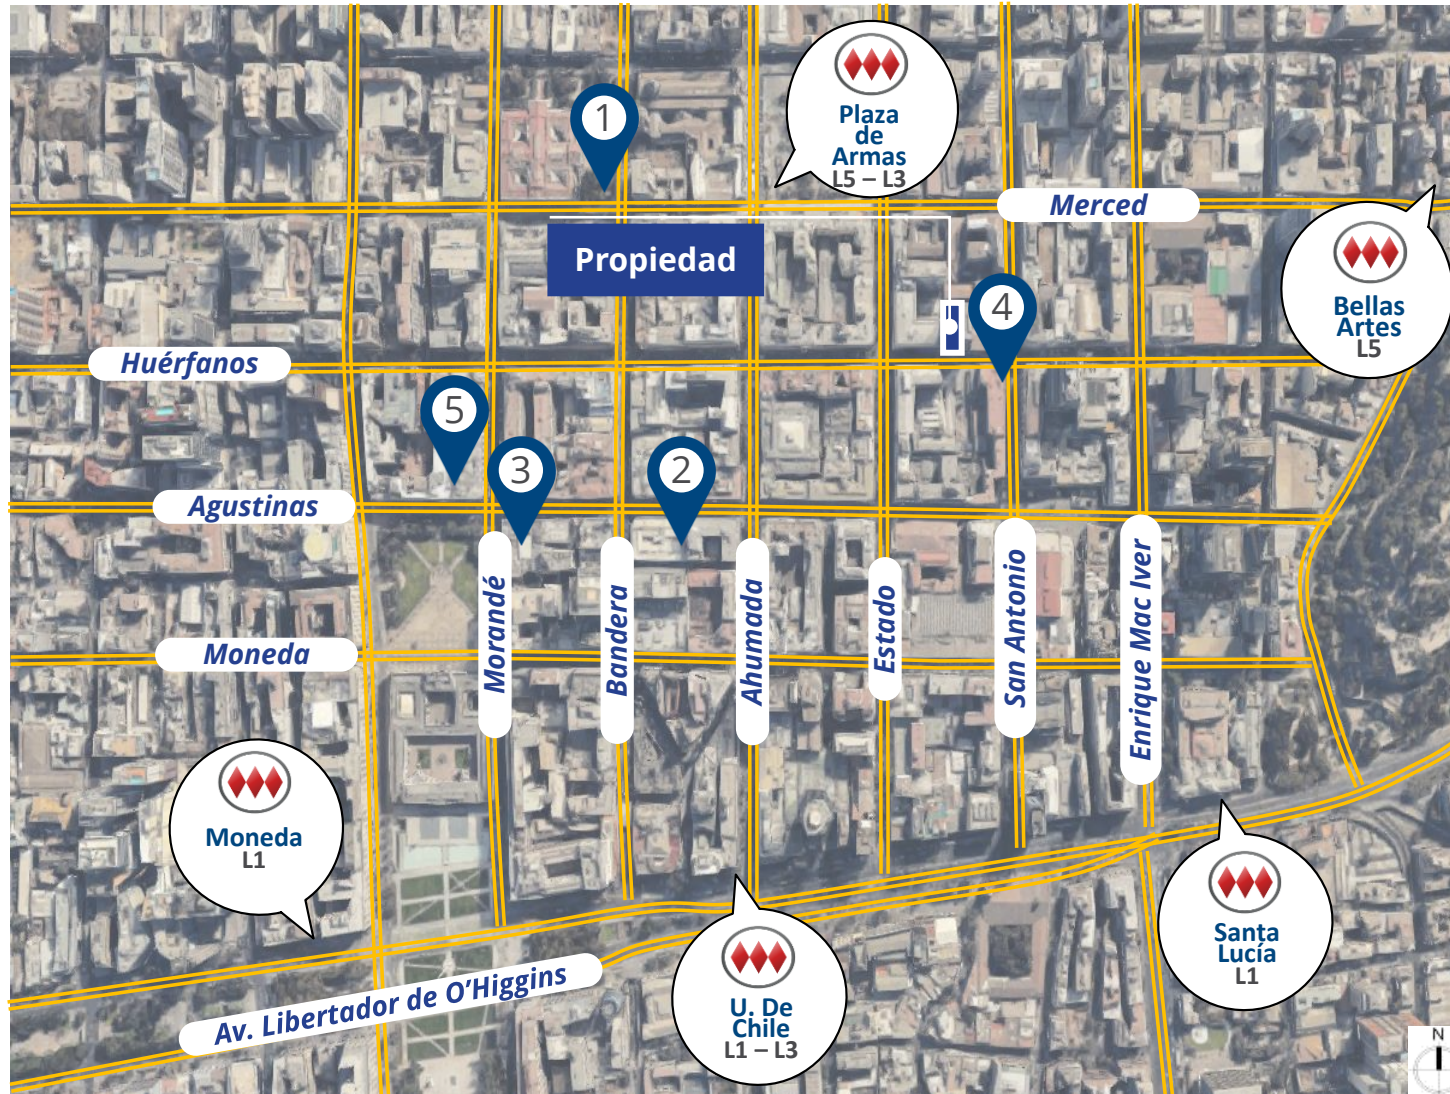 1
Plaza
de
Armas
L5 – L3
Merced
Propiedad
Bellas
Artes
L5
4
Huérfanos
5
3
2
Agustinas
Moneda
Morandé
Bandera
Ahumada
Estado
San Antonio
Enrique Mac Iver
Moneda
L1
Santa
Lucía
L1
U. De
Chile
L1 – L3
Av. Libertador de O’Higgins
N